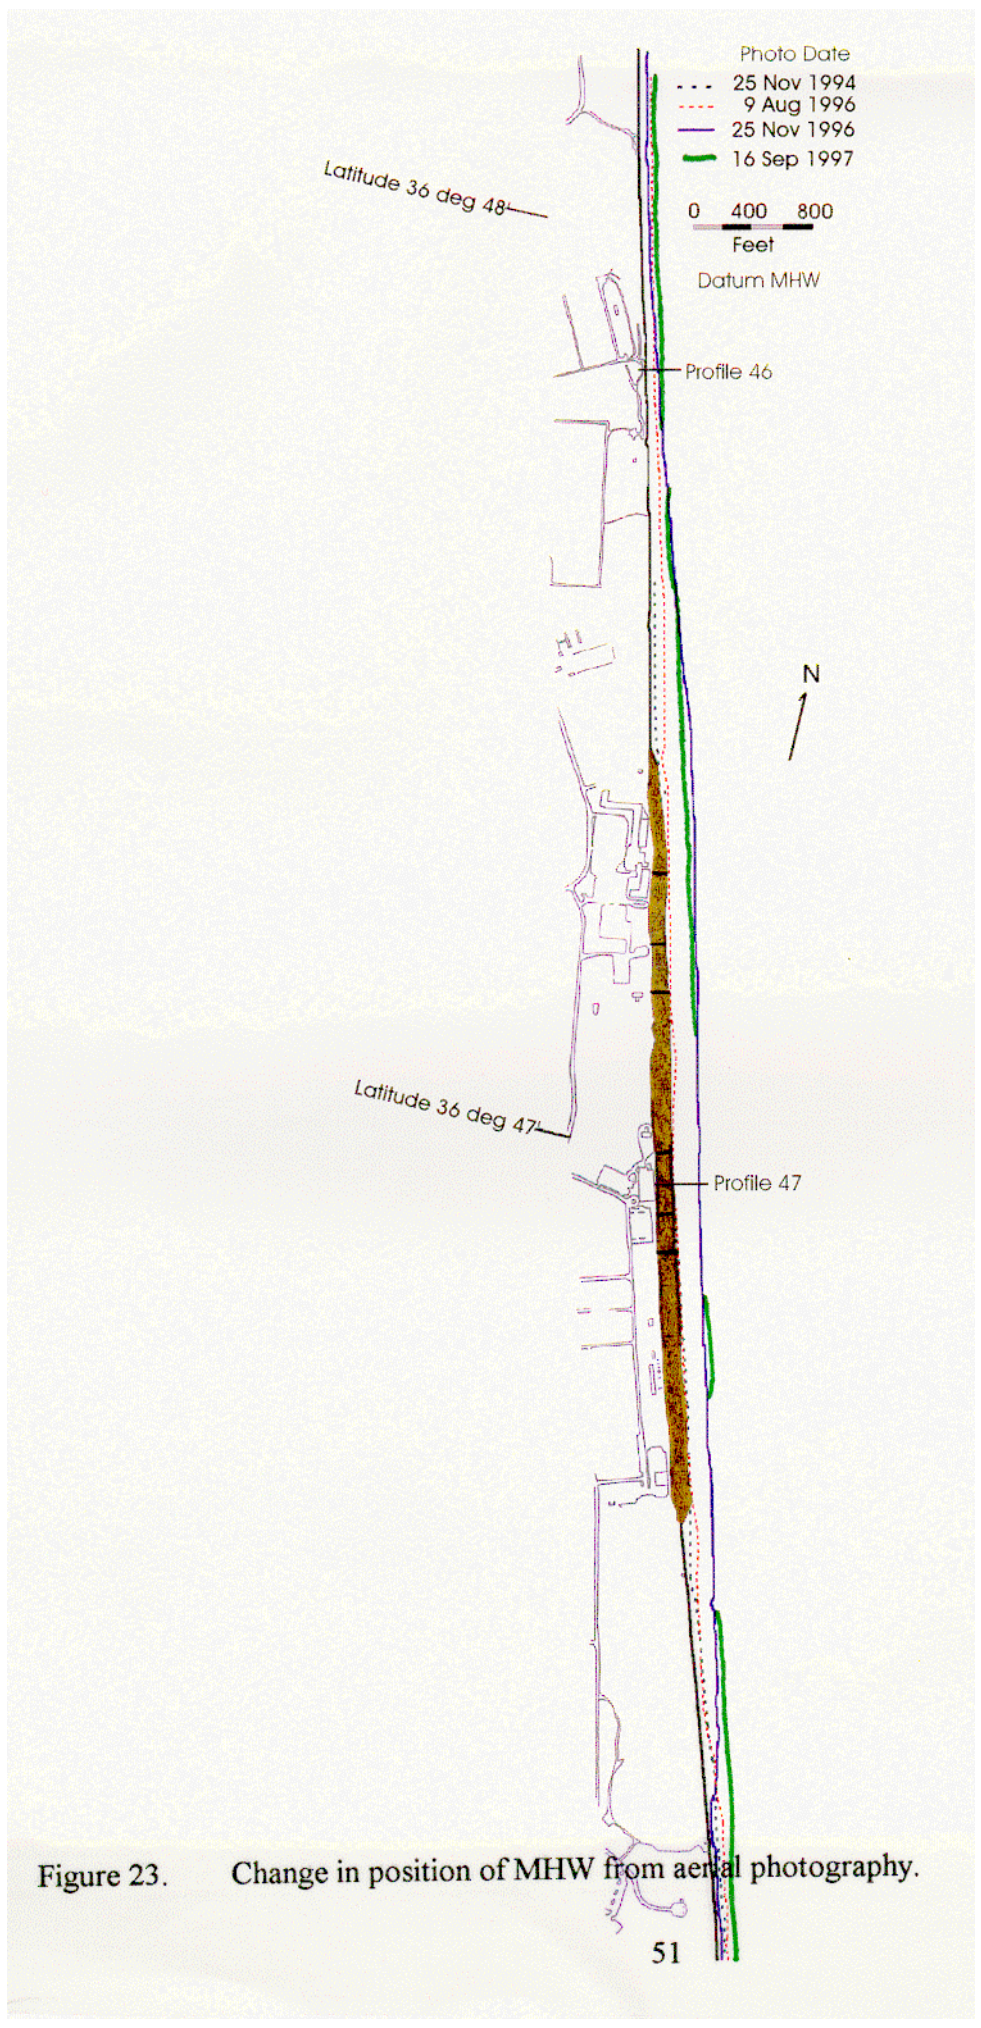 Photo Date
25 Nov 1994
9 Aug 1996
25 Nov 1996
16 Sep 1997
Latitude 36 deg 48'
0 400 800
Feet
Datum MHW
Profile 46
N
Latitude 36 deg 47'
Profile 47
Figure 23. Change in position of MHW from aerial photography.
51